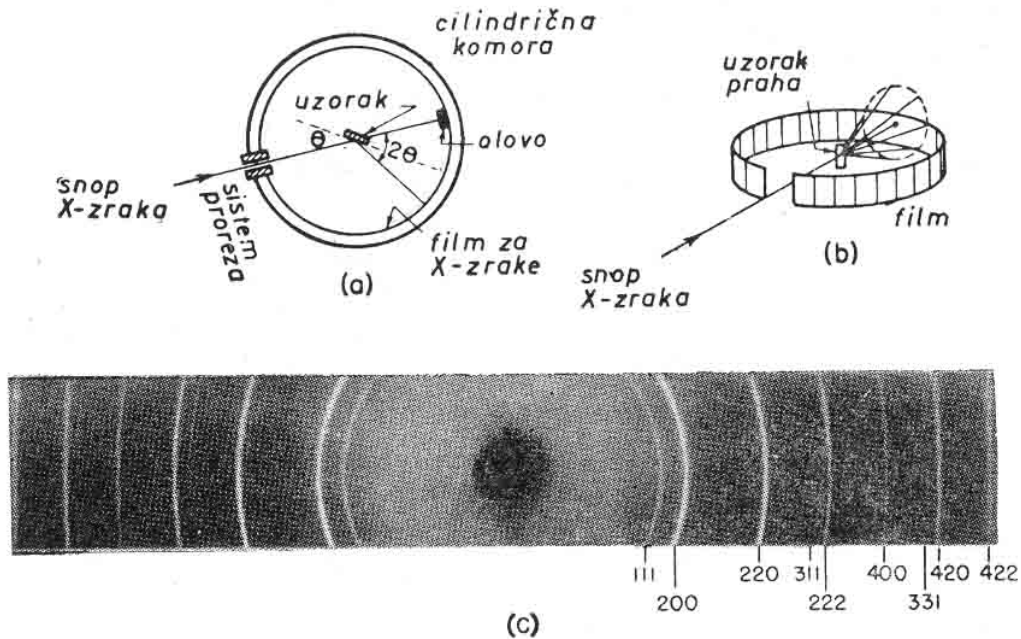 cilindrična
komora
uzorak
θ
2θ
olovo
snop
X-zraka
sistem
proreza
film za
X-zrake
(a)
uzorak
praha
film
(b)
snop
X-zraka
111
220
311
400
420
422
200
222
331
(c)